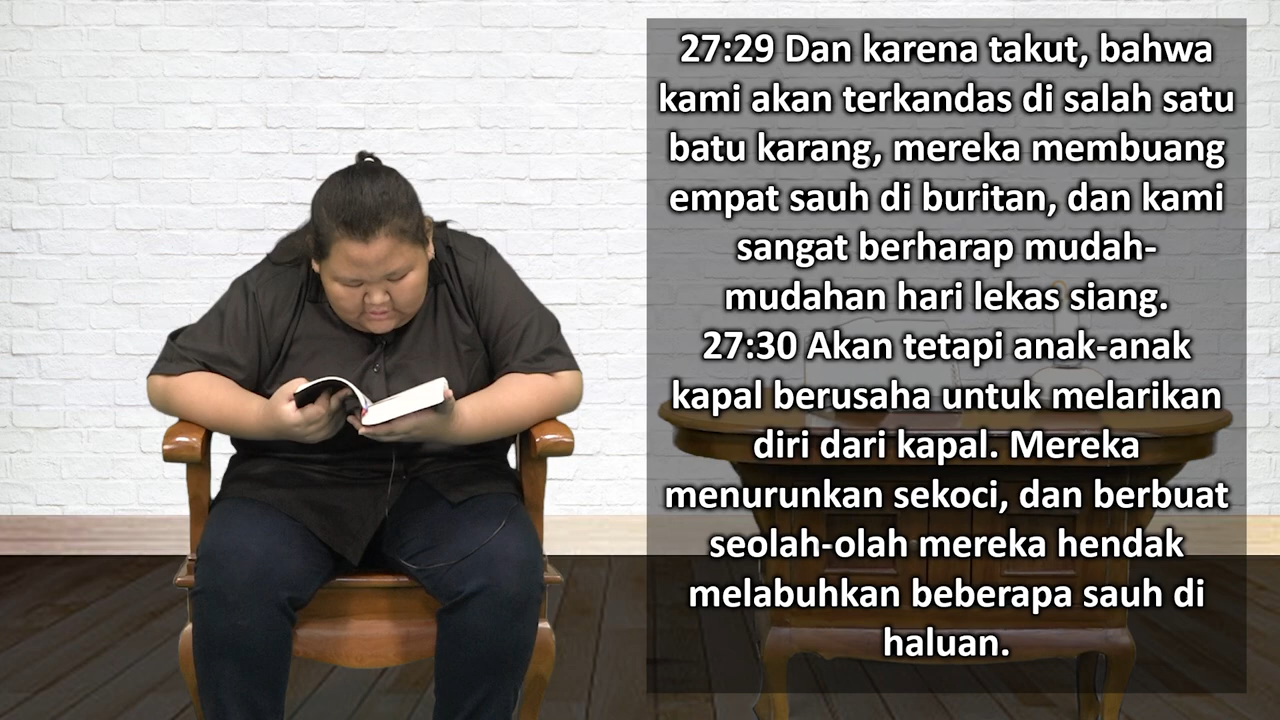 27:29 Dan karena takut, bahwa
kami akan terkandas di salah satu
batu karang, mereka membuang
empat sauh di buritan, dan kami
sangat berharap mudah-
mudahan hari lekas siang.
27:30 Akan tetapi anak-anak
kapal berusaha untuk melarikan
diri dari kapal. Mereka
menurunkan sekoci, dan berbuat
seolah-olah mereka hendak
melabuhkan beberapa sauh di
haluan.